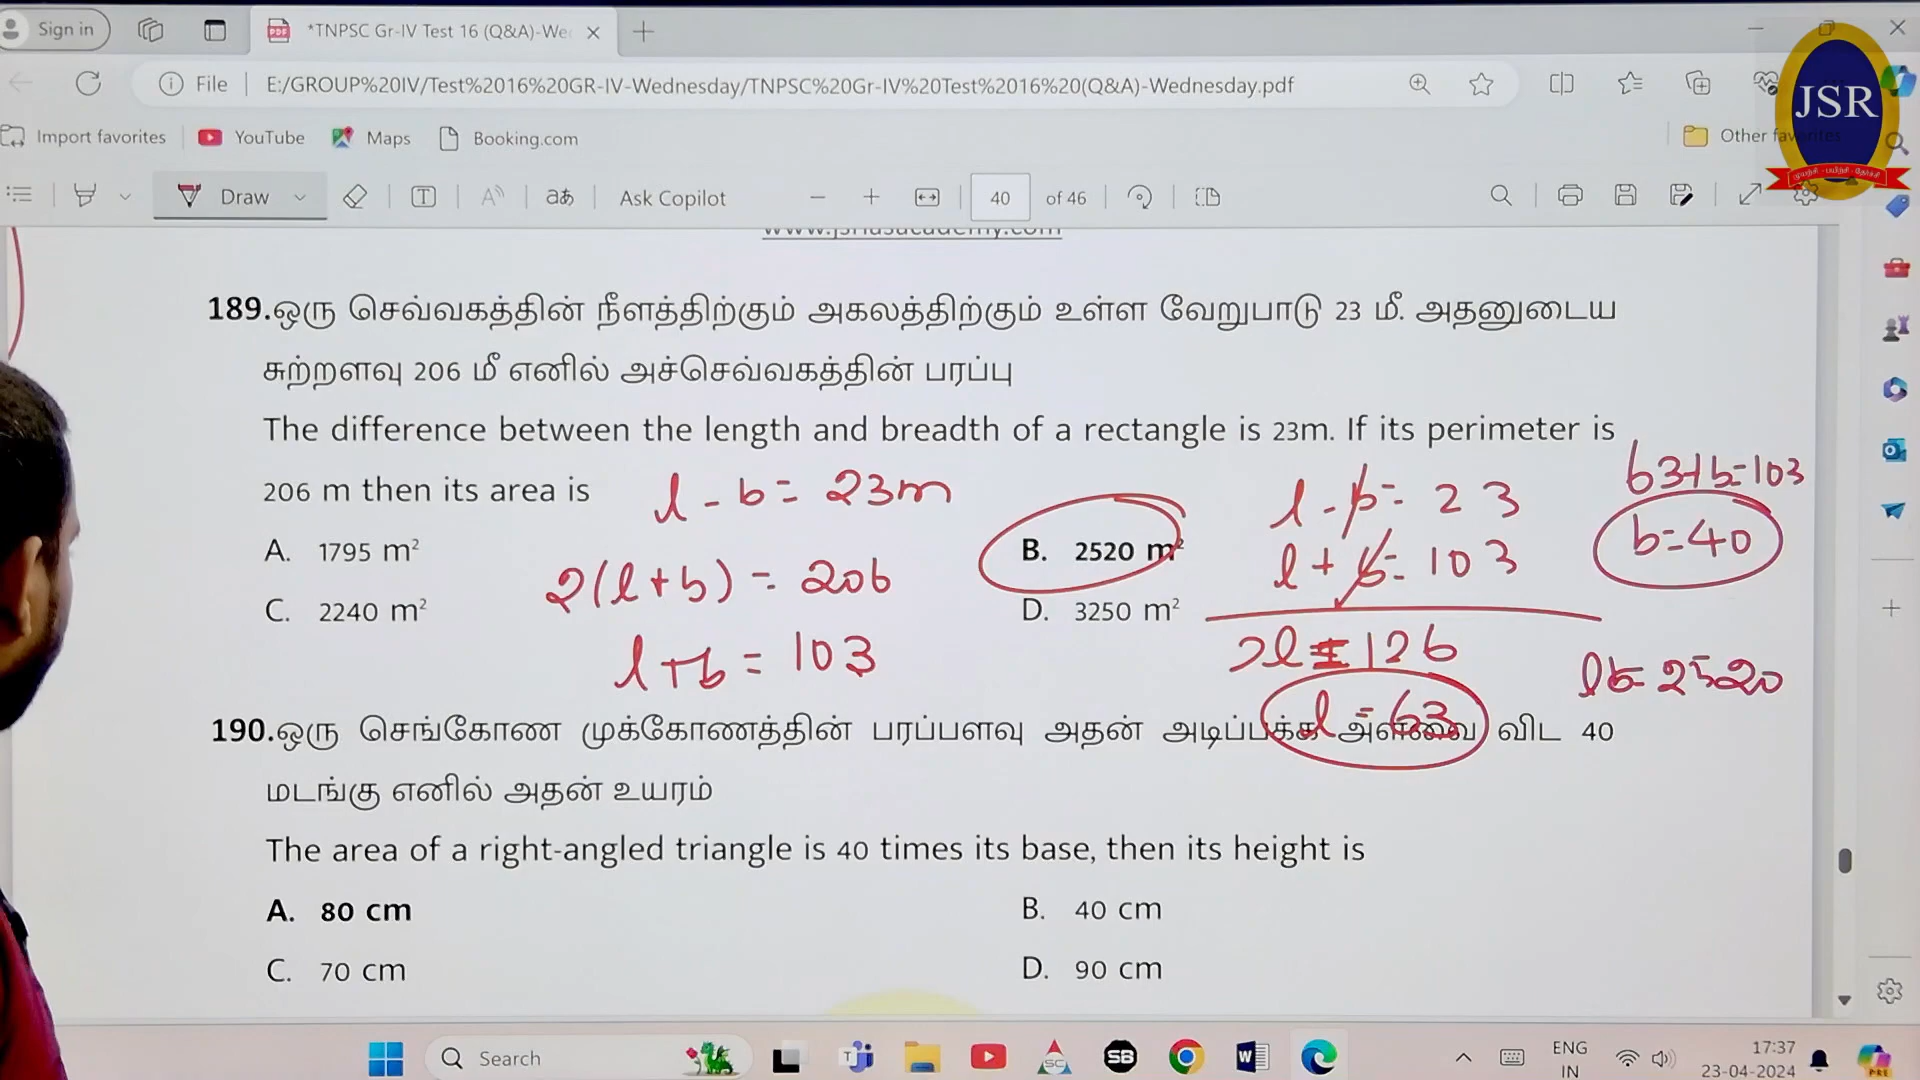 Sign in
*TNPSC Gr-IV Test 16 (Q&A)-We
File
E:/GROUP%20IV/Test%2016%20GR-IV-Wednesday/TNPSC%20Gr-IV%20Test%2016%20(Q&A)-Wednesday.pdf
JSR
முயற்சி - பயிற்சி - தேர்ச்சி
Import favorites
YouTube
Maps
Booking.com
Other favorites
Draw
Ask Copilot
40 of 46
www.jsriasacademy.com
189.ஒரு செவ்வகத்தின் நீளத்திற்கும் அகலத்திற்கும் உள்ள வேறுபாடு 23 மீ. அதனுடைய
சுற்றளவு 206 மீ எனில் அச்செவ்வகத்தின் பரப்பு
The difference between the length and breadth of a rectangle is 23m. If its perimeter is
206 m then its area is
l - b = 23m
l - b = 23
63+b=103
A. 1795 m²
B. 2520 m²
l + b = 103
b=40
2(l+b) = 206
C. 2240 m²
D. 3250 m²
l+b = 103
2l = 126
lb=2520
l = 63
190.ஒரு செங்கோண முக்கோணத்தின் பரப்பளவு அதன் அடிப்பக்க அளவை விட 40
மடங்கு எனில் அதன் உயரம்
The area of a right-angled triangle is 40 times its base, then its height is
A. 80 cm
B. 40 cm
C. 70 cm
D. 90 cm
Search
ENG
IN
17:37
23-04-2024